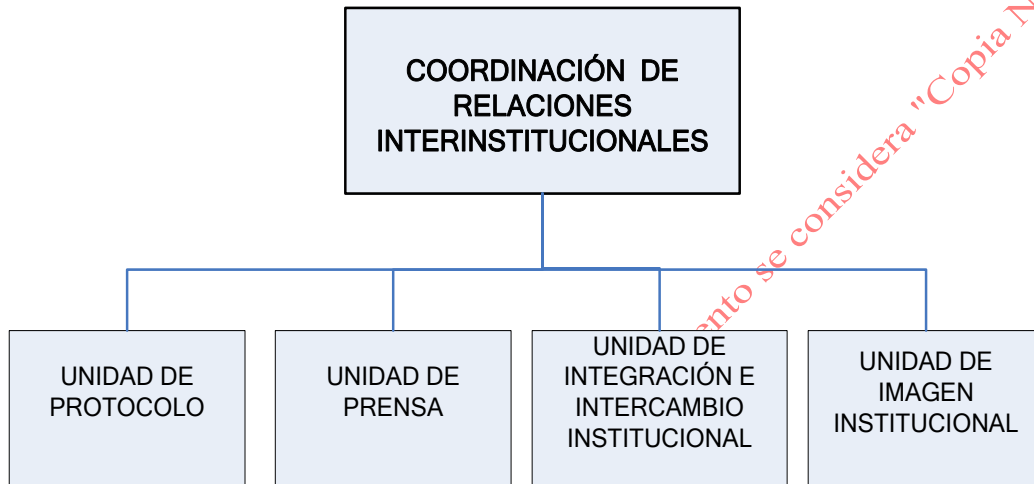 COORDINACIÓN DE
RELACIONES
INTERINSTITUCIONALES
UNIDAD DE
PROTOCOLO
UNIDAD DE
PRENSA
UNIDAD DE
INTEGRACIÓN E
INTERCAMBIO
INSTITUCIONAL
UNIDAD DE
IMAGEN
INSTITUCIONAL
se considera "Copia